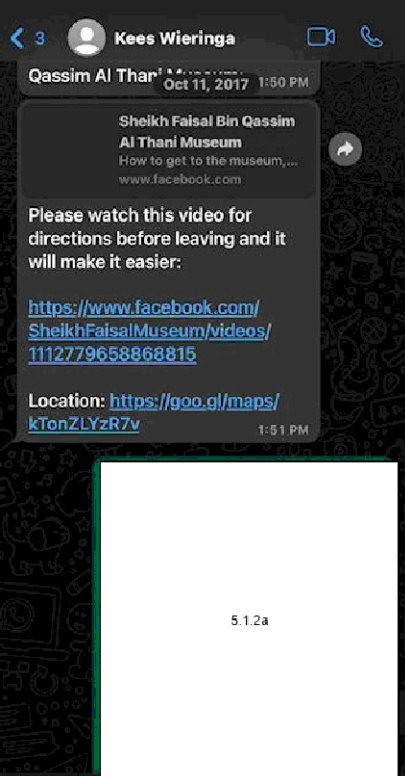 3
Kees Wieringa
Qassim Al Thani
Oct 11, 2017
1:50 PM
Sheikh Faisal Bin Qassim
Al Thani Museum
How to get to the museum,...
www.facebook.com
Please watch this video for
directions before leaving and it
will make it easier:
https://www.facebook.com/
SheikhFaisalMuseum/videos/
1112779658868815
Location: https://goo.gl/maps/
kTonZLYzR7v
1:51 PM
5.1.2a